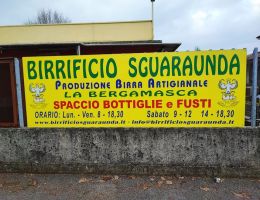 BIRRIFICIO SGUARAUNDA
PRODUZIONE BIRRA ARTIGIANALE
LA BERGAMASCA
SPACCIO BOTTIGLIE e FUSTI
ORARIO: Lun. - Ven. 8 - 18,30 Sabato 9 - 12 14 - 18,30
www.birrificiosguaraunda.it - info@birrificiosguaraunda.it